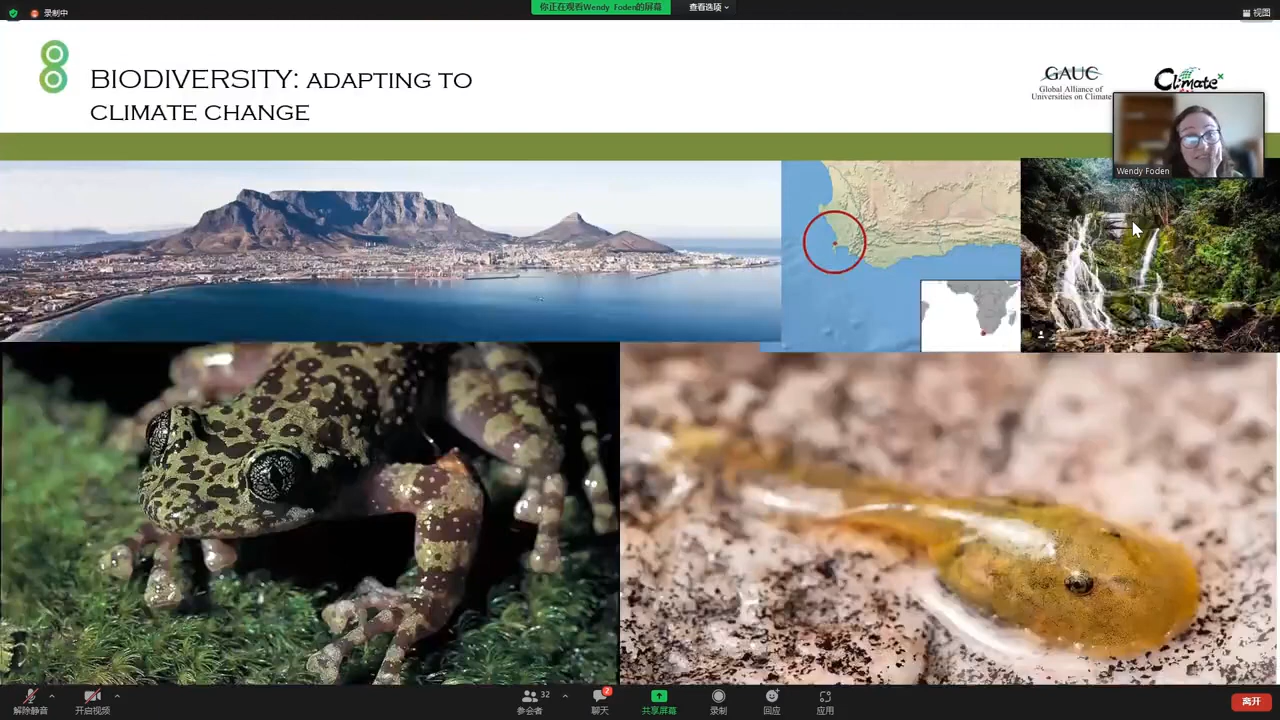 录制中
你正在观看Wendy Foden的屏幕
查看选项
视图
BIODIVERSITY: ADAPTING TO
CLIMATE CHANGE
GAUC
Global Alliance of
Universities on Climate
Climate x
Wendy Foden
解除静音
开启视频
32
参会者
2
聊天
共享屏幕
录制
回应
应用
离开